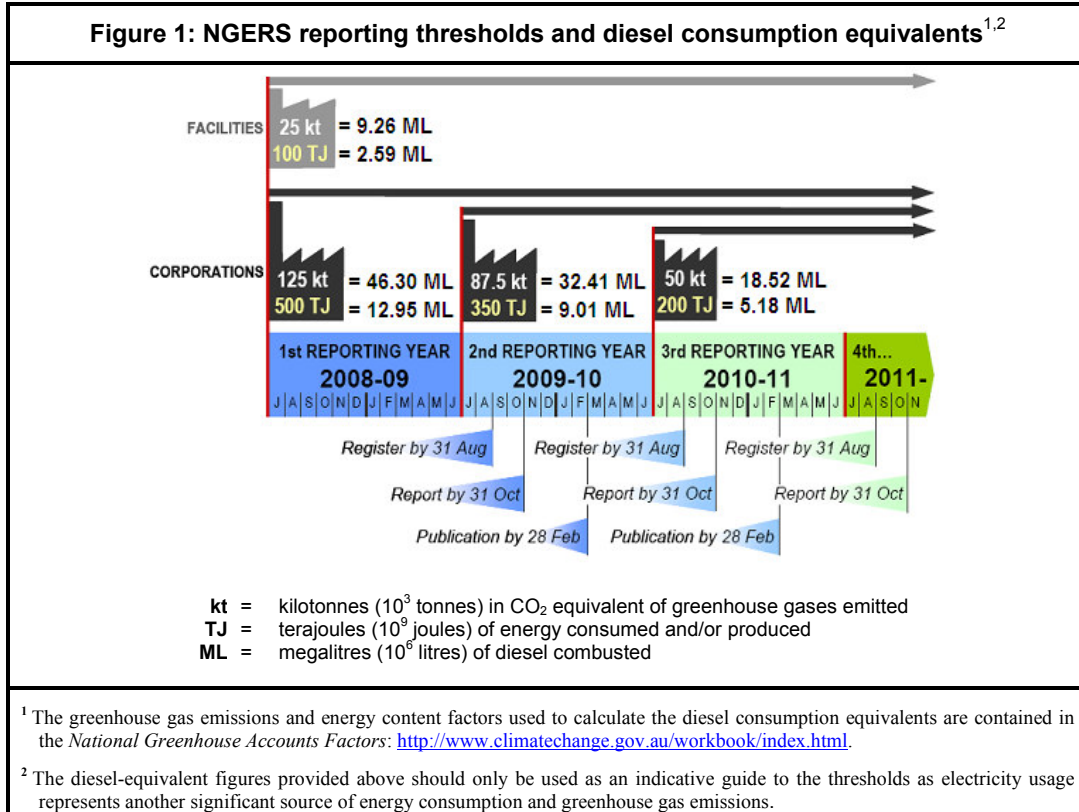 Figure 1: NGERS reporting thresholds and diesel consumption equivalents1,2
FACILITIES
25 kt = 9.26 ML
100 TJ = 2.59 ML
CORPORATIONS
125 kt = 46.30 ML
500 TJ = 12.95 ML
87.5 kt = 32.41 ML
350 TJ = 9.01 ML
50 kt = 18.52 ML
200 TJ = 5.18 ML
1st REPORTING YEAR
2008-09
J|A|S|O|N|D|J|F|M|A|M|J
2nd REPORTING YEAR
2009-10
J|A|S|O|N|D|J|F|M|A|M|J
3rd REPORTING YEAR
2010-11
J|A|S|O|N|D|J|F|M|A|M|J
4th...
2011-
J|A|S|O|N
Register by 31 Aug
Register by 31 Aug
Register by 31 Aug
Report by 31 Oct
Report by 31 Oct
Report by 31 Oct
Publication by 28 Feb
Publication by 28 Feb
kt = kilotonnes (10³ tonnes) in CO₂ equivalent of greenhouse gases emitted
TJ = terajoules (10⁹ joules) of energy consumed and/or produced
ML = megalitres (10⁶ litres) of diesel combusted
1 The greenhouse gas emissions and energy content factors used to calculate the diesel consumption equivalents are contained in
the National Greenhouse Accounts Factors: http://www.climatechange.gov.au/workbook/index.html.
2 The diesel-equivalent figures provided above should only be used as an indicative guide to the thresholds as electricity usage
represents another significant source of energy consumption and greenhouse gas emissions.